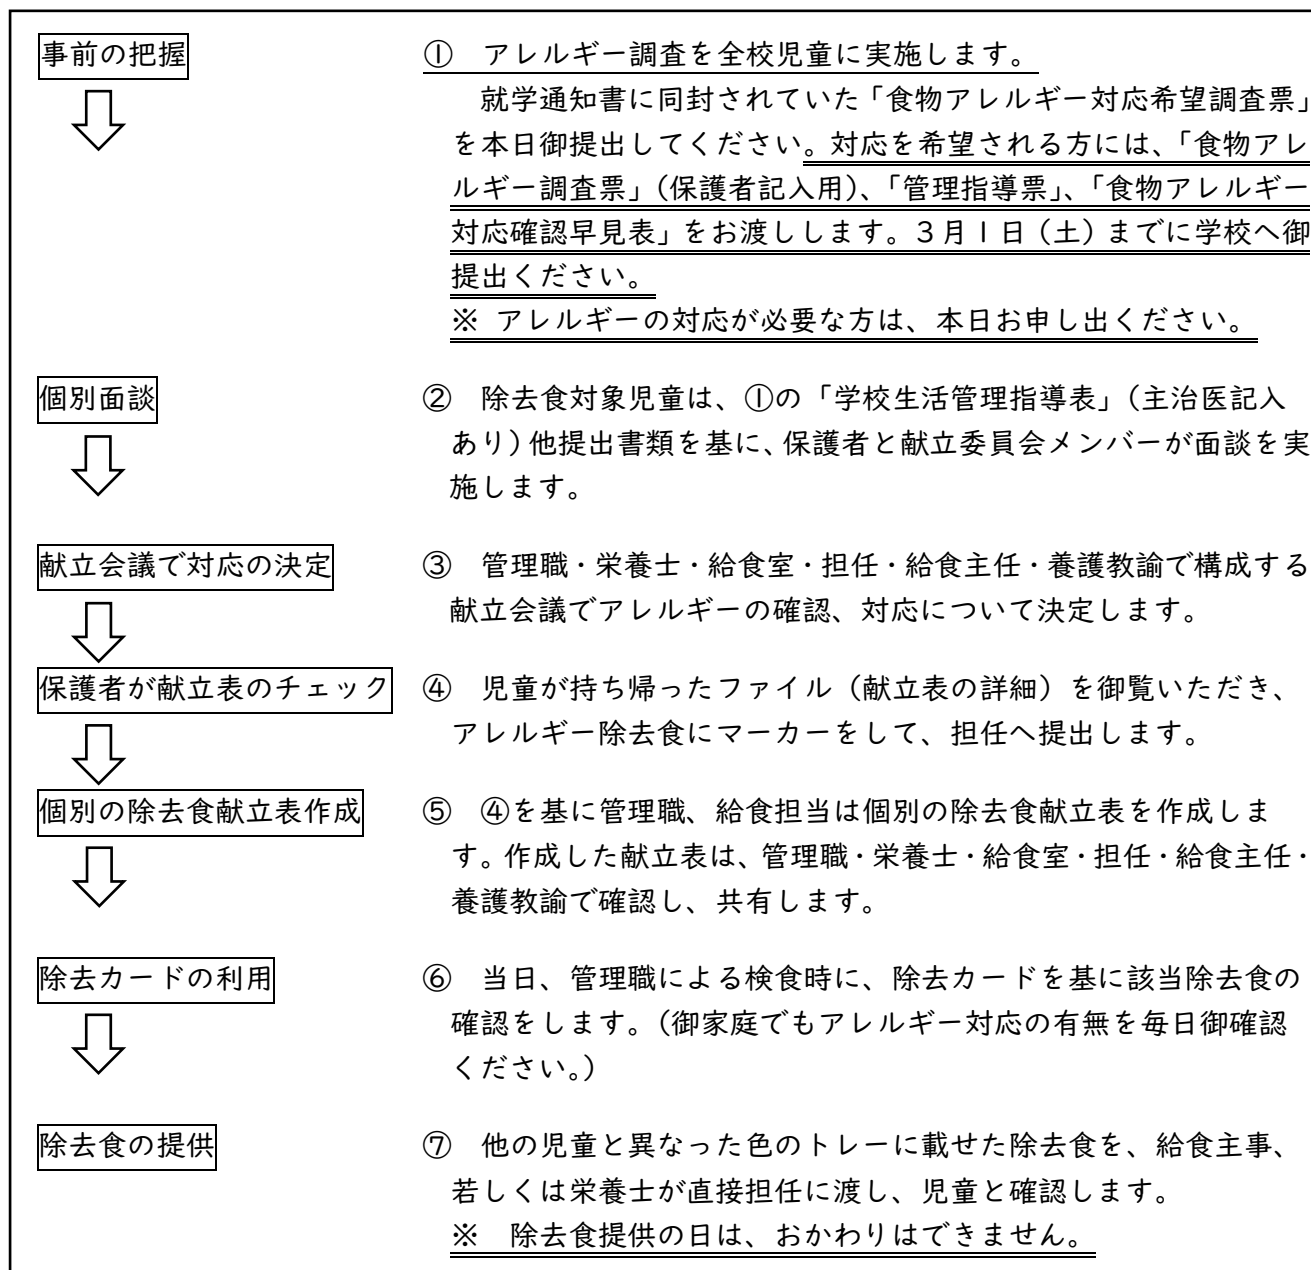 事前の把握
① アレルギー調査を全校児童に実施します。
就学通知書に同封されていた「食物アレルギー対応希望調査票」
を本日御提出してください。対応を希望される方には、「食物アレ
ルギー調査票」（保護者記入用）、「管理指導票」、「食物アレルギー
対応確認早見表」をお渡しします。３月１日（土）までに学校へ御
提出ください。
※ アレルギーの対応が必要な方は、本日お申し出ください。
個別面談
② 除去食対象児童は、①の「学校生活管理指導表」（主治医記入
あり）他提出書類を基に、保護者と献立委員会メンバーが面談を実
施します。
献立会議で対応の決定
③ 管理職・栄養士・給食室・担任・給食主任・養護教諭で構成する
献立会議でアレルギーの確認、対応について決定します。
保護者が献立表のチェック
④ 児童が持ち帰ったファイル（献立表の詳細）を御覧いただき、
アレルギー除去食にマーカーをして、担任へ提出します。
個別の除去食献立表作成
⑤ ④を基に管理職、給食担当は個別の除去食献立表を作成しま
す。作成した献立表は、管理職・栄養士・給食室・担任・給食主任・
養護教諭で確認し、共有します。
除去カードの利用
⑥ 当日、管理職による検食時に、除去カードを基に該当除去食の
確認をします。（御家庭でもアレルギー対応の有無を毎日御確認
ください。）
除去食の提供
⑦ 他の児童と異なった色のトレーに載せた除去食を、給食主事、
若しくは栄養士が直接担任に渡し、児童と確認します。
※ 除去食提供の日は、おかわりはできません。